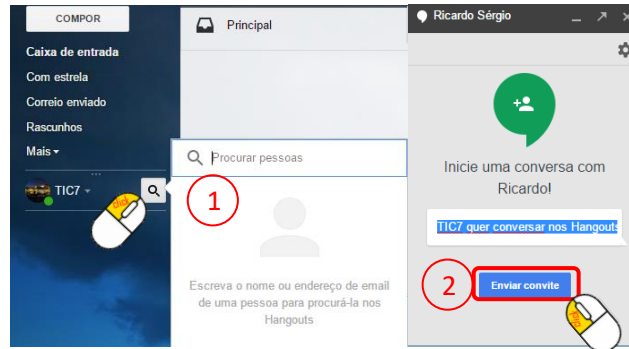 COMPOR
Caixa de entrada
Com estrela
Correio enviado
Rascunhos
Mais
TIC7
click
Principal
Procurar pessoas
1
Escreva o nome ou endereço de email
de uma pessoa para procurá-la nos
Hangouts
Ricardo Sérgio
Inicie uma conversa com
Ricardo!
TIC7 quer conversar nos Hangouts
2
Enviar convite
click